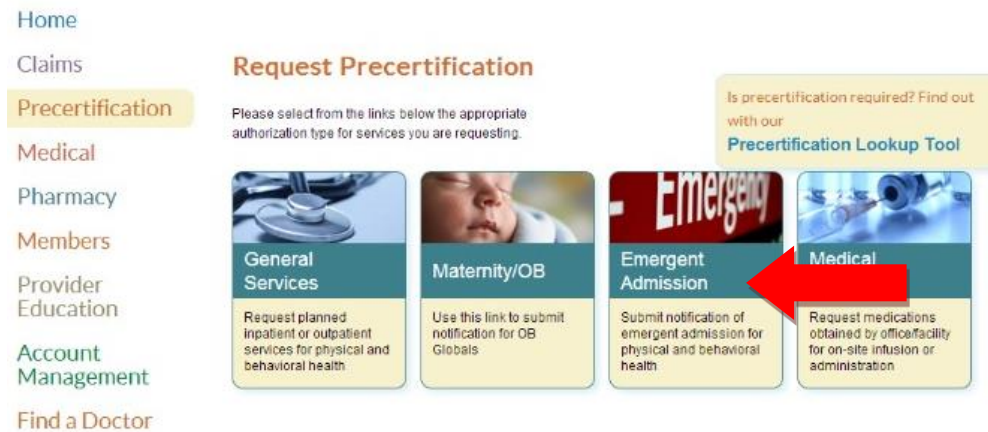 Home
Claims
Precertification
Medical
Pharmacy
Members
Provider
Education
Account
Management
Find a Doctor
Request Precertification
Please select from the links below the appropriate
authorization type for services you are requesting.
Is precertification required? Find out
with our
Precertification Lookup Tool
General
Services
Request planned
inpatient or outpatient
services for physical and
behavioral health
Maternity/OB
Use this link to submit
notification for OB
Globals
Emergency
Emergent
Admission
Submit notification of
emergent admission for
physical and behavioral
health
Medical
Request medications
obtained by office/facility
for on-site infusion or
administration